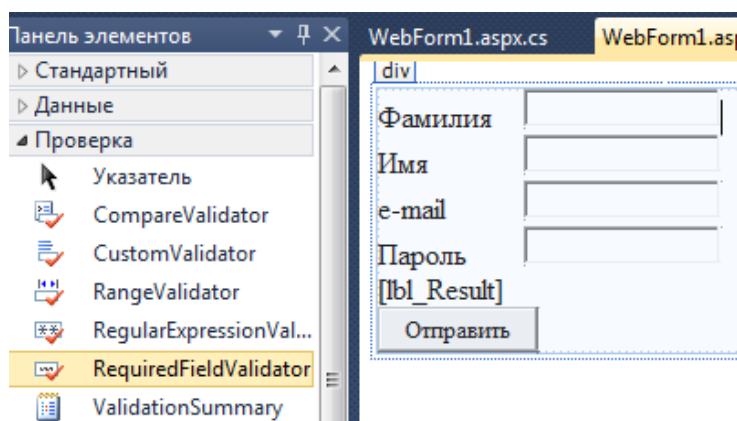 Панель элементов
Стандартный
Данные
Проверка
Указатель
CompareValidator
CustomValidator
RangeValidator
RegularExpressionVal...
RequiredFieldValidator
ValidationSummary
WebForm1.aspx.cs WebForm1.asp
div
Фамилия
Имя
e-mail
Пароль
[lbl_Result]
Отправить